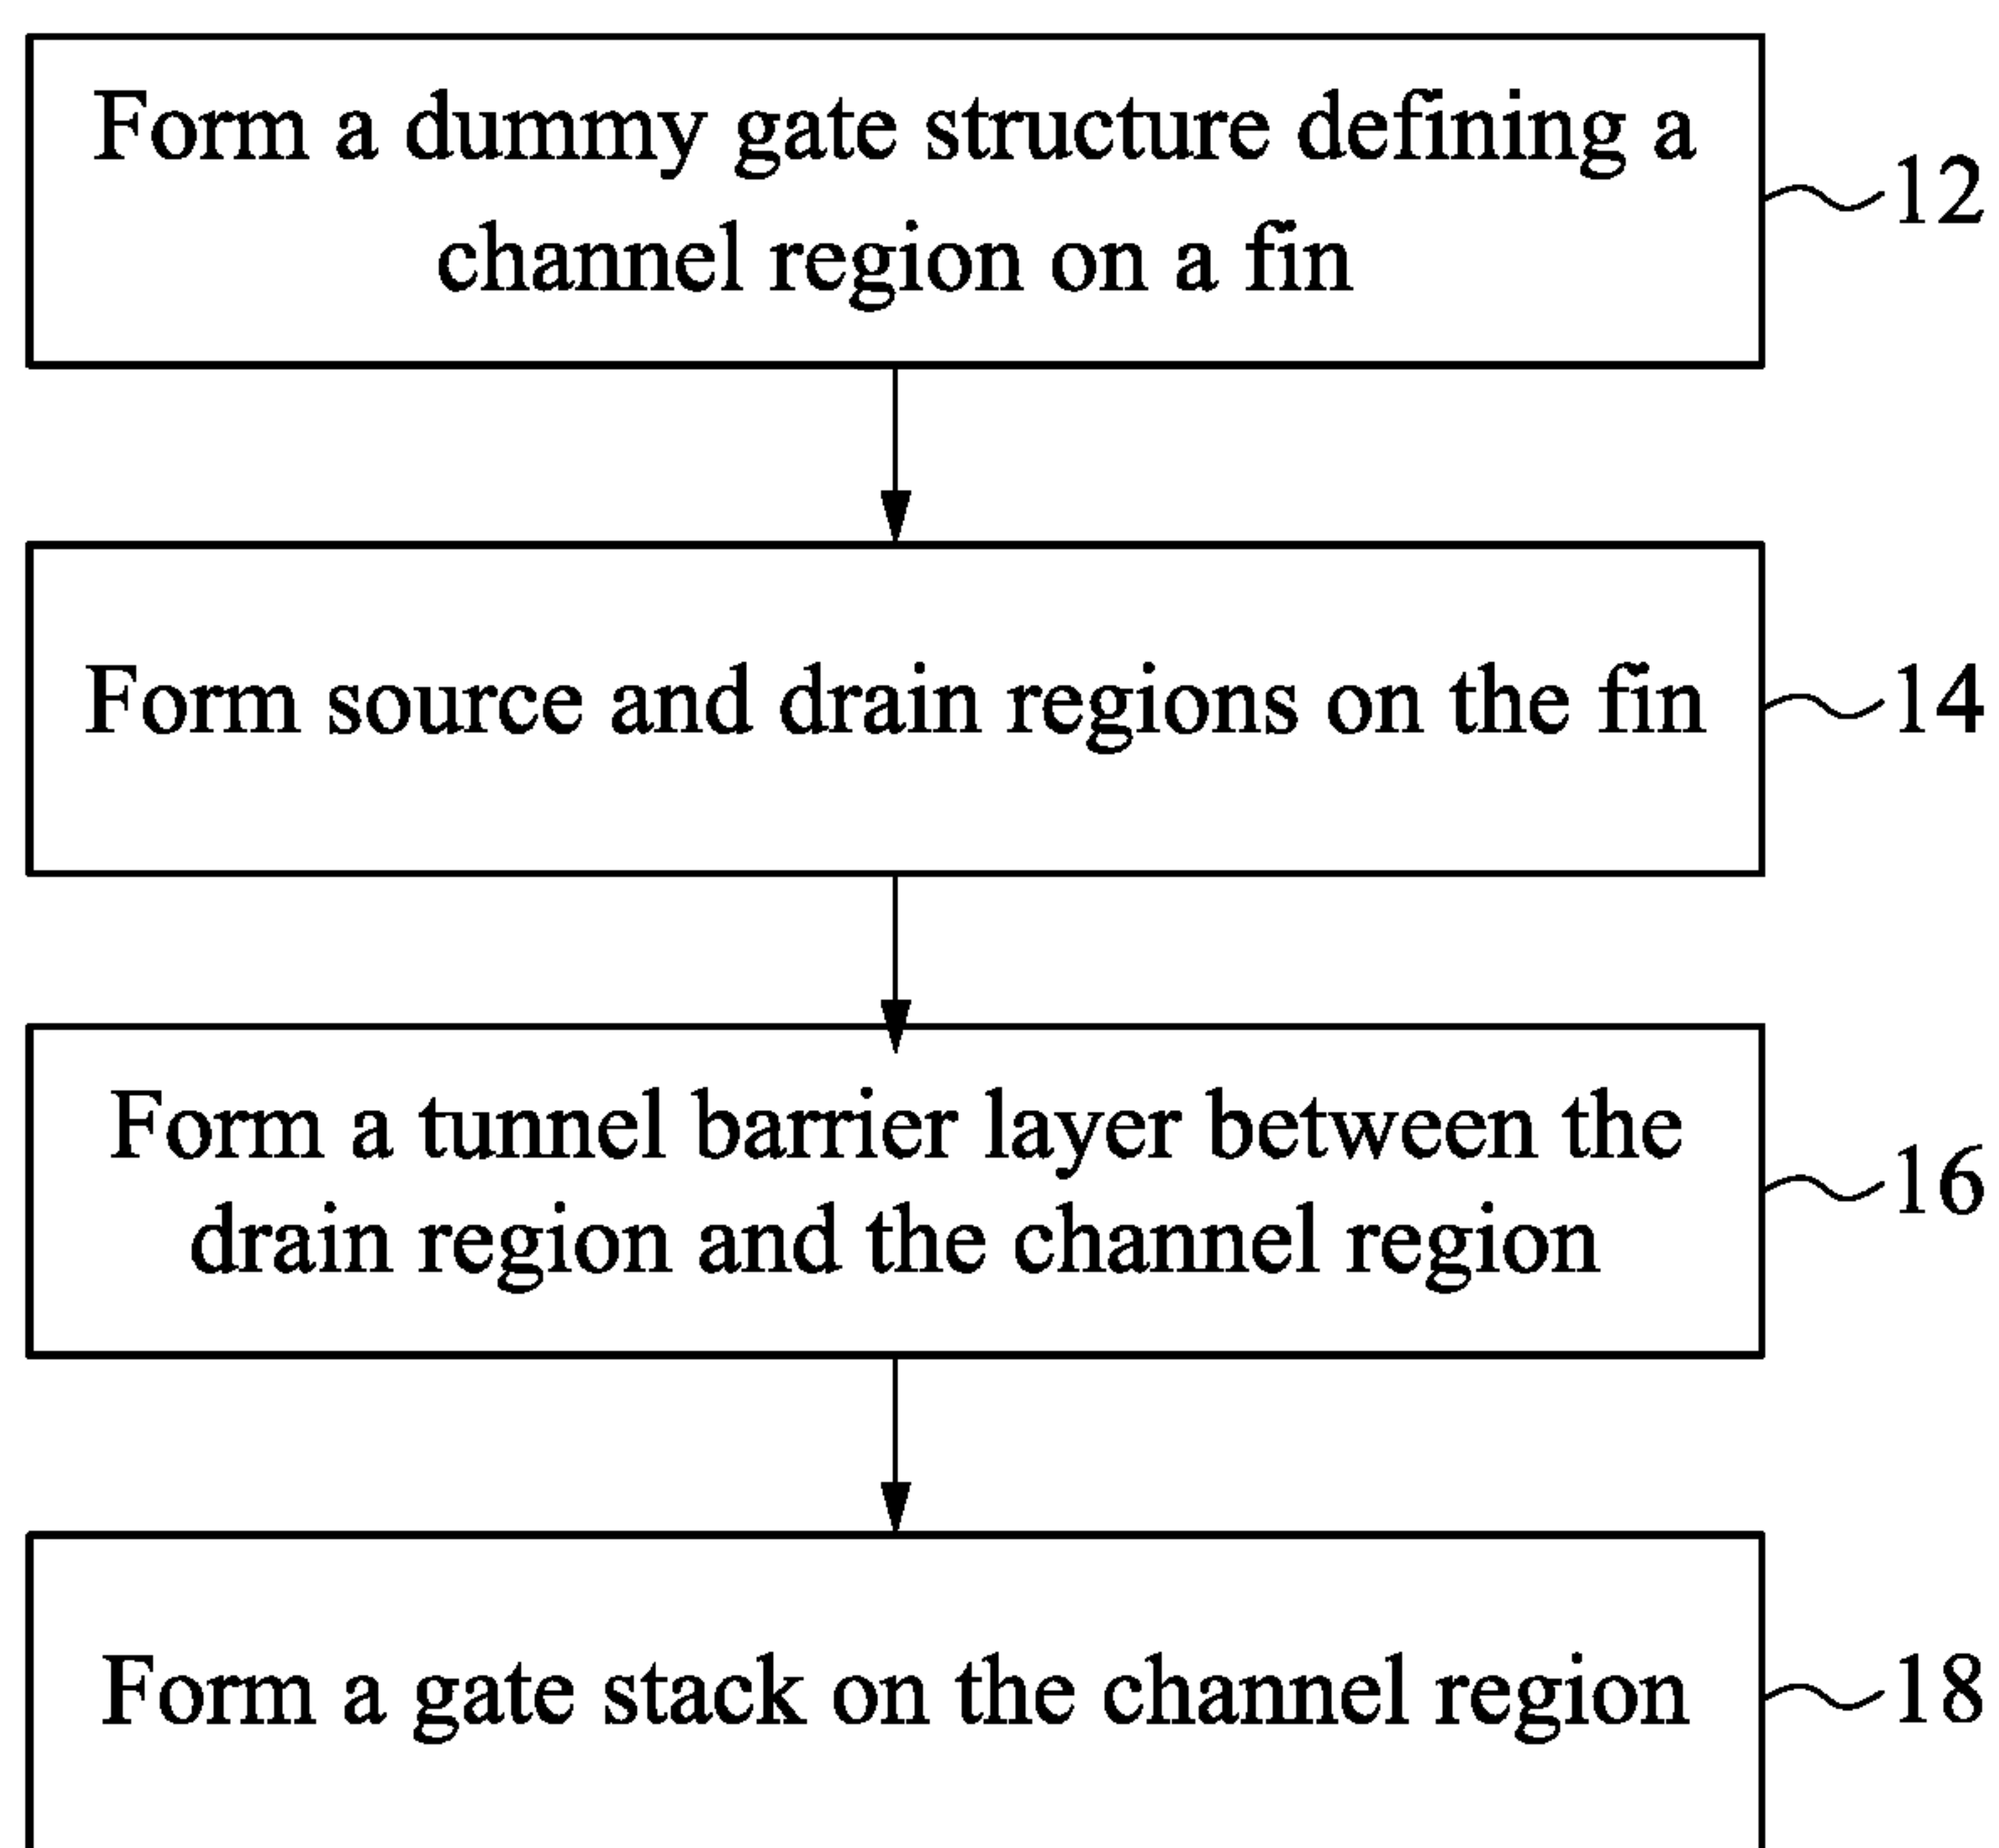 Form a dummy gate structure defining a
channel region on a fin
12
Form source and drain regions on the fin
14
Form a tunnel barrier layer between the
drain region and the channel region
16
Form a gate stack on the channel region
18